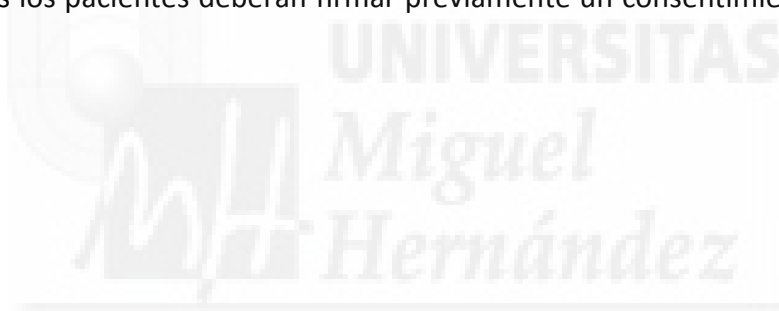 s los pacientes deberán firmar previamente un consentimie
UNIVERSITAS
Miguel
Hernández